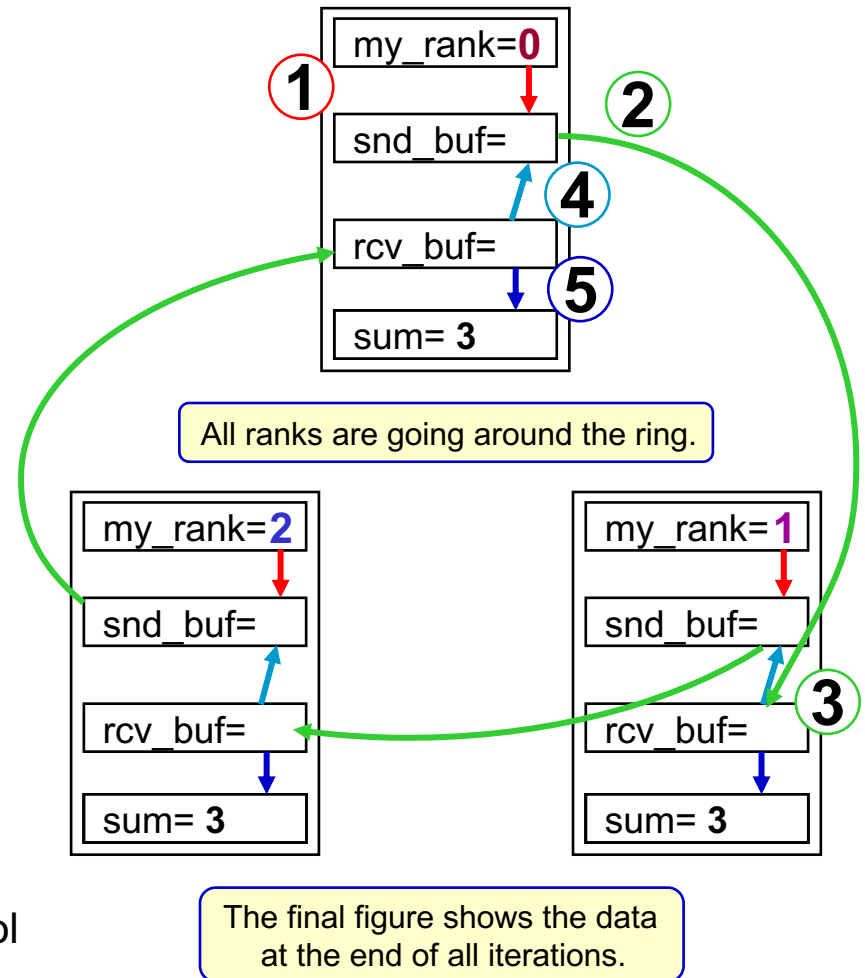 my_rank=0
1
2
snd_buf=
4
rcv_buf=
5
sum= 3
All ranks are going around the ring.
my_rank=2
snd_buf=
rcv_buf=
sum= 3
my_rank=1
snd_buf=
3
rcv_buf=
sum= 3
The final figure shows the data
at the end of all iterations.
ol